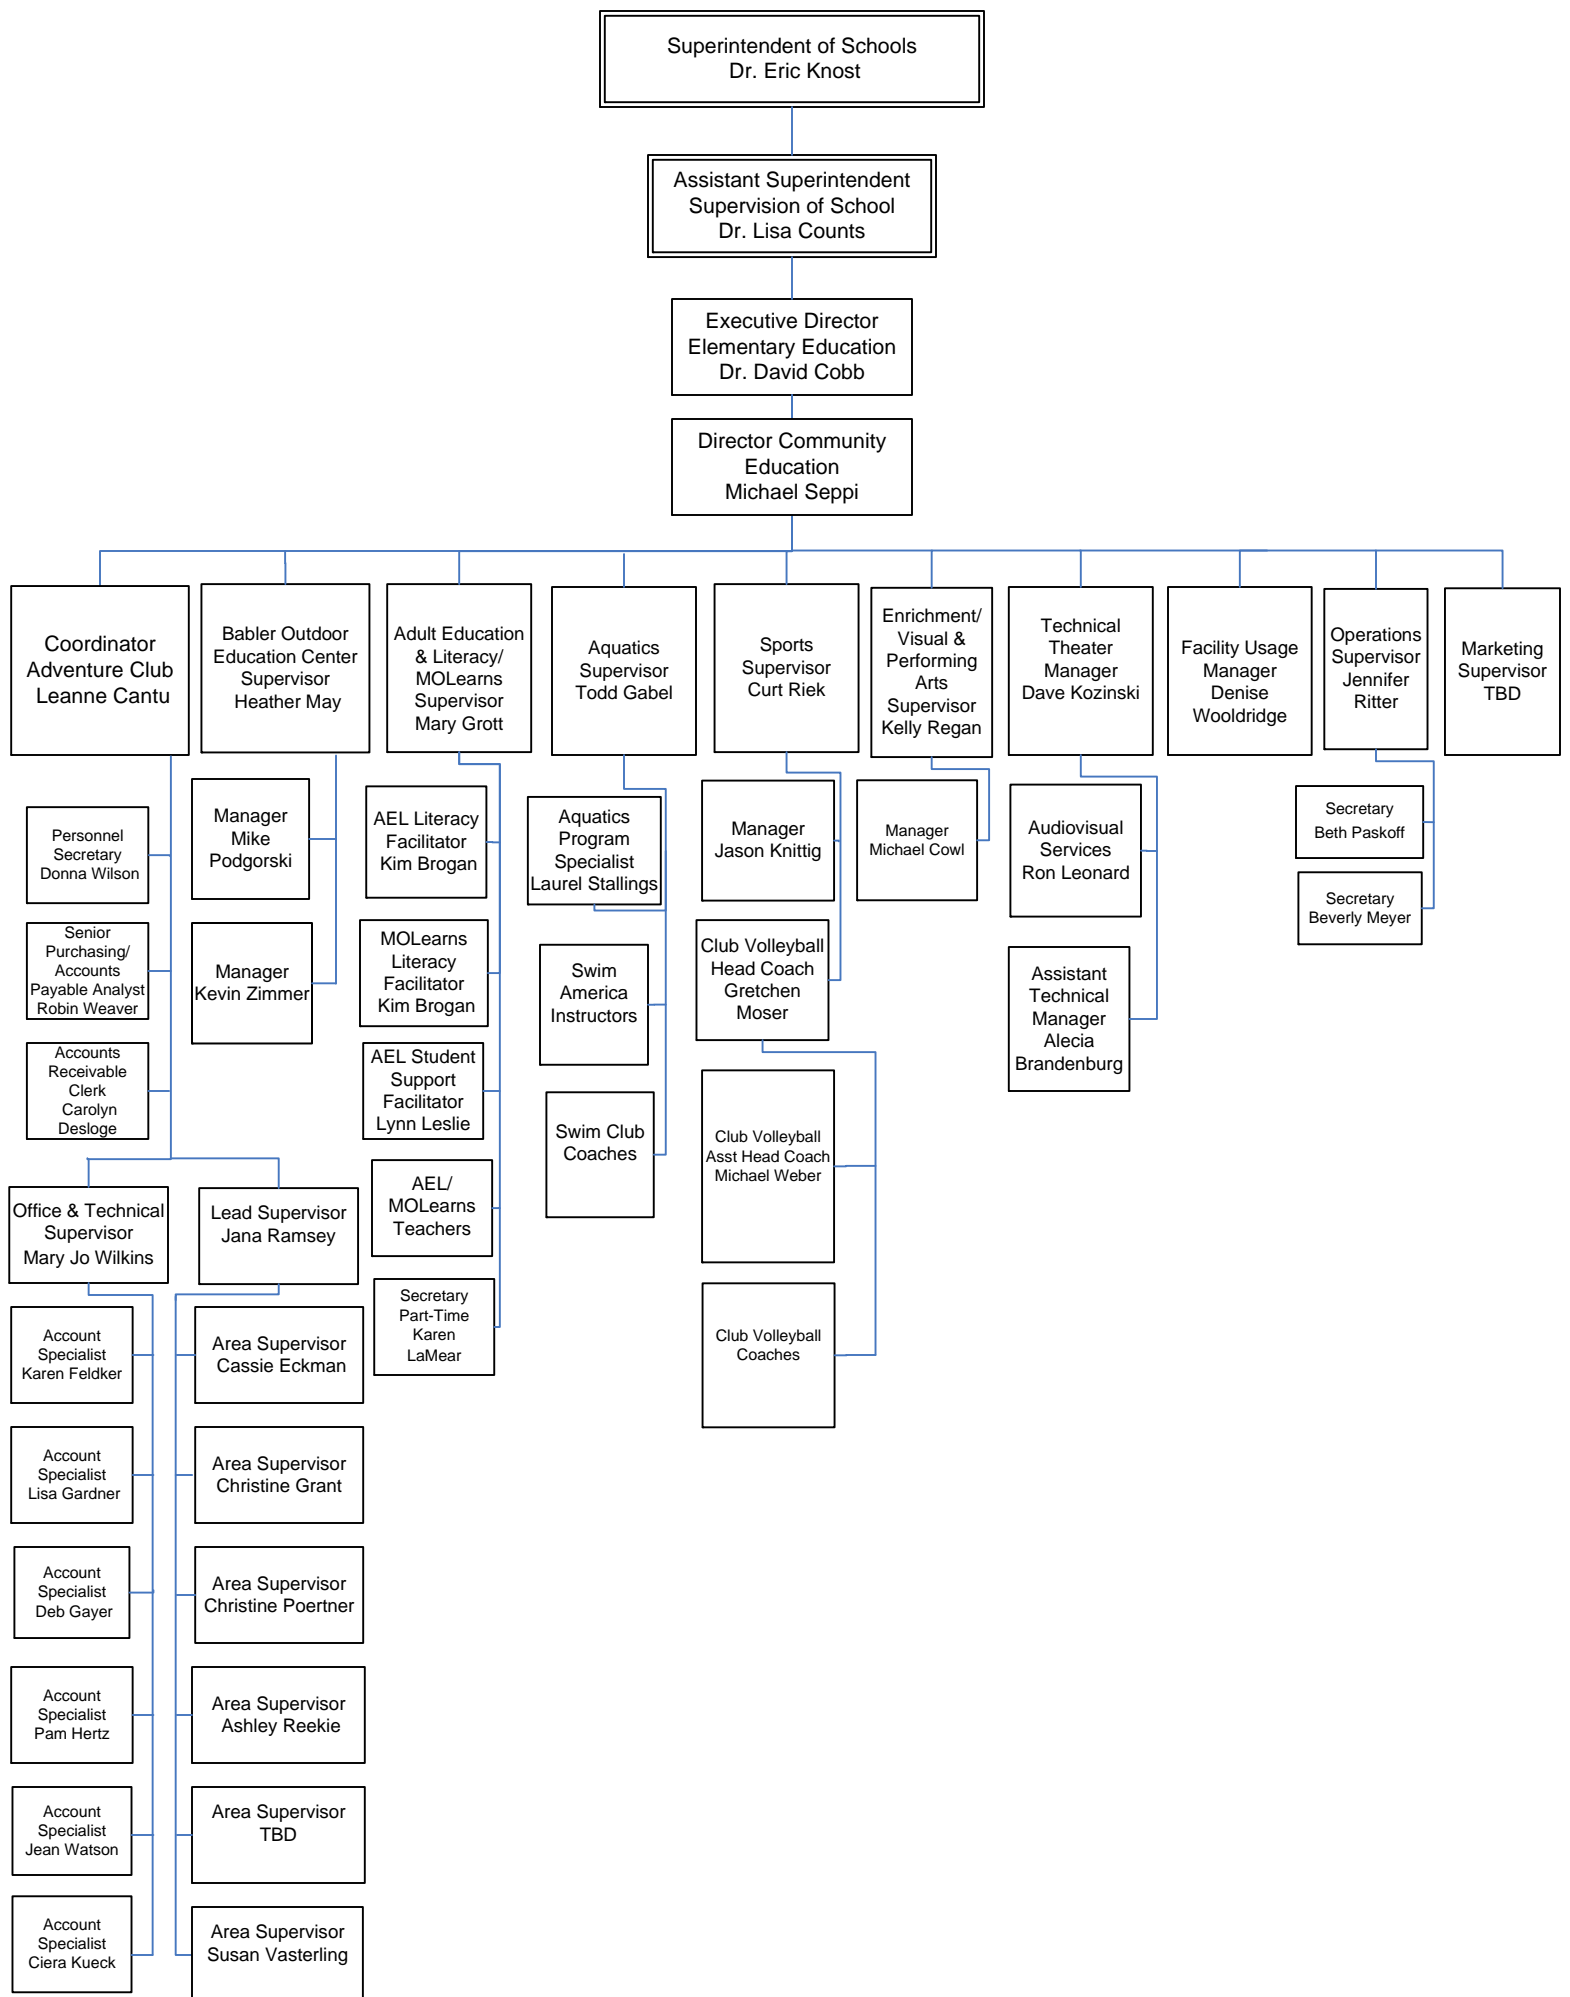 Superintendent of Schools
Dr. Eric Knost
Assistant Superintendent
Supervision of School
Dr. Lisa Counts
Executive Director
Elementary Education
Dr. David Cobb
Director Community
Education
Michael Seppi
Coordinator
Adventure Club
Leanne Cantu
Babler Outdoor
Education Center
Supervisor
Heather May
Adult Education
& Literacy/
MOLearns
Supervisor
Mary Grott
Aquatics
Supervisor
Todd Gabel
Sports
Supervisor
Curt Riek
Enrichment/
Visual &
Performing
Arts
Supervisor
Kelly Regan
Technical
Theater
Manager
Dave Kozinski
Facility Usage
Manager
Denise
Wooldridge
Operations
Supervisor
Jennifer
Ritter
Marketing
Supervisor
TBD
Personnel
Secretary
Donna Wilson
Senior
Purchasing/
Accounts
Payable Analyst
Robin Weaver
Accounts
Receivable
Clerk
Carolyn
Desloge
Manager
Mike
Podgorski
Manager
Kevin Zimmer
AEL Literacy
Facilitator
Kim Brogan
MOLearns
Literacy
Facilitator
Kim Brogan
AEL Student
Support
Facilitator
Lynn Leslie
AEL/
MOLearns
Teachers
Secretary
Part-Time
Karen
LaMear
Aquatics
Program
Specialist
Laurel Stallings
Swim
America
Instructors
Swim Club
Coaches
Manager
Jason Knittig
Club Volleyball
Head Coach
Gretchen
Moser
Club Volleyball
Asst Head Coach
Michael Weber
Club Volleyball
Coaches
Manager
Michael Cowl
Audiovisual
Services
Ron Leonard
Assistant
Technical
Manager
Alecia
Brandenburg
Secretary
Beth Paskoff
Secretary
Beverly Meyer
Office & Technical
Supervisor
Mary Jo Wilkins
Lead Supervisor
Jana Ramsey
Account
Specialist
Karen Feldker
Account
Specialist
Lisa Gardner
Account
Specialist
Deb Gayer
Account
Specialist
Pam Hertz
Account
Specialist
Jean Watson
Account
Specialist
Ciera Kueck
Area Supervisor
Cassie Eckman
Area Supervisor
Christine Grant
Area Supervisor
Christine Poertner
Area Supervisor
Ashley Reekie
Area Supervisor
TBD
Area Supervisor
Susan Vasterling